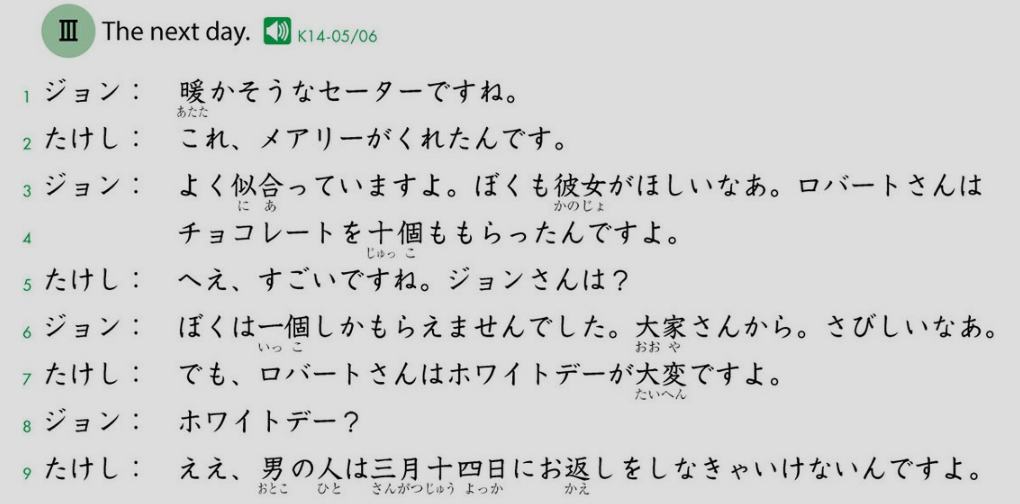 Ⅲ The next day. K14-05/06
1 ジョン： 暖かそうなセーターですね。
あたた
2 たけし： これ、メアリーがくれたんです。
3 ジョン： よく似合っていますよ。ぼくも彼女がほしいなあ。ロバートさんは
に あ かのじょ
4 チョコレートを十個ももらったんですよ。
じゅっ こ
5 たけし： へえ、すごいですね。ジョンさんは？
6 ジョン： ぼくは一個しかもらえませんでした。大家さんから。さびしいなあ。
いっ こ おお や
7 たけし： でも、ロバートさんはホワイトデーが大変ですよ。
たいへん
8 ジョン： ホワイトデー？
9 たけし： ええ、男の人は三月十四日にお返しをしなきゃいけないんですよ。
おとこ ひと さんがつじゅう よっか かえ